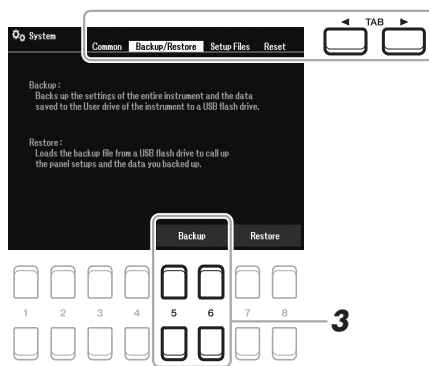 TAB
System
Common Backup/Restore Setup Files Reset
Backup :
Backs up the settings of the entire instrument and the data
saved to the User drive of the instrument to a USB flash drive.
Restore :
Loads the backup file from a USB flash drive to call up
the panel setups and the data you backed up.
Backup Restore
1 2 3 4 5 6 7 8
3